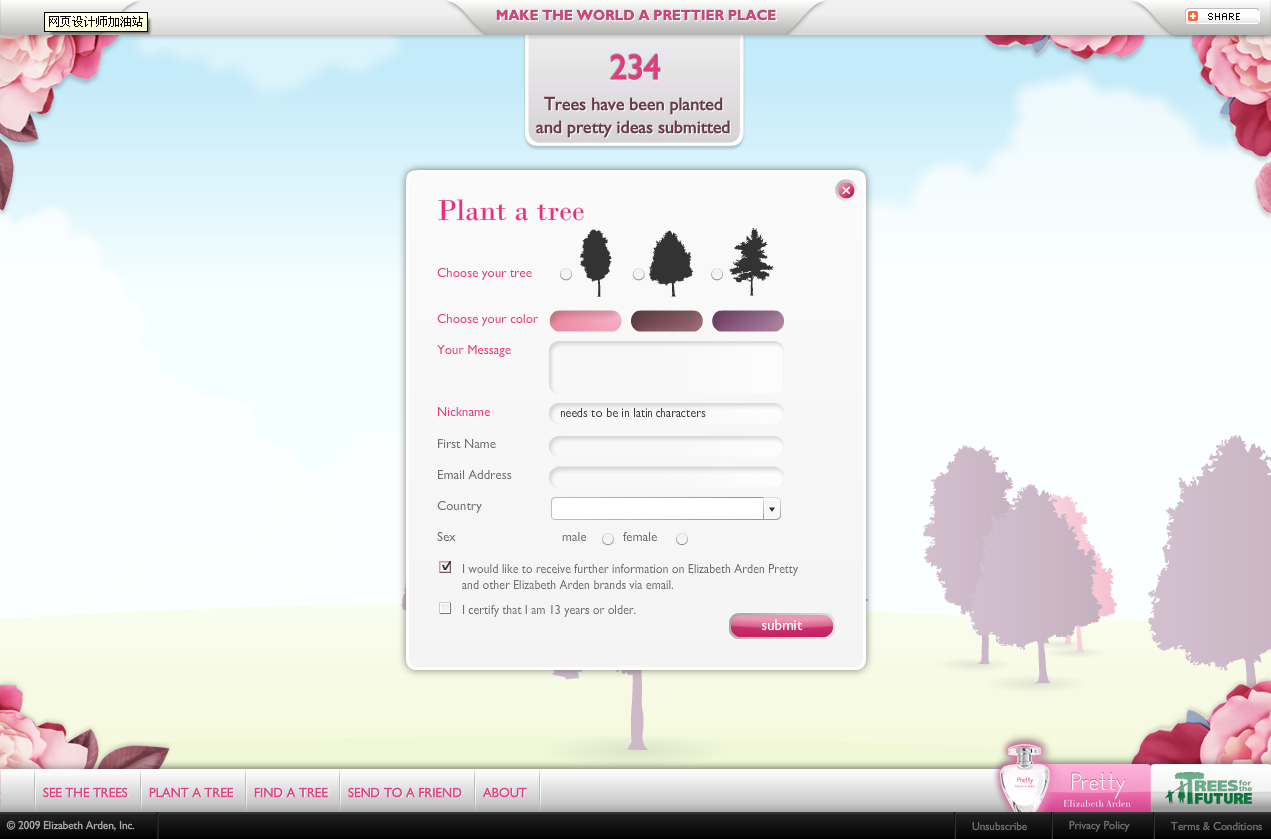 网页设计师加油站
MAKE THE WORLD A PRETTIER PLACE
SHARE
234
Trees have been planted
and pretty ideas submitted
Plant a tree
Choose your tree
Choose your color
Your Message
Nickname
needs to be in latin characters
First Name
Email Address
Country
Sex
male
female
I would like to receive further information on Elizabeth Arden Pretty
and other Elizabeth Arden brands via email.
I certify that I am 13 years or older.
submit
SEE THE TREES
PLANT A TREE
FIND A TREE
SEND TO A FRIEND
ABOUT
Pretty
Pretty
Elizabeth Arden
TREES for the
FUTURE
© 2009 Elizabeth Arden, Inc.
Unsubscribe
Privacy Policy
Terms & Conditions